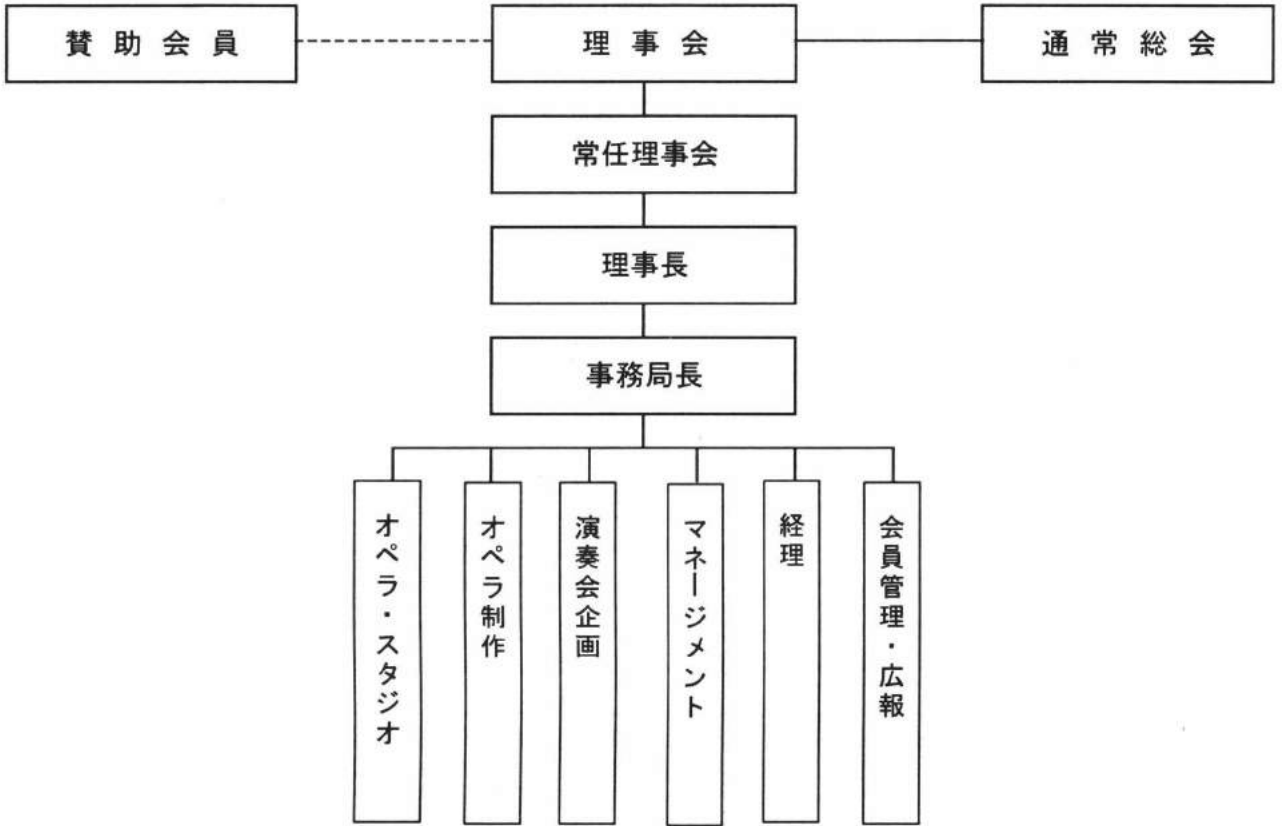 賛助会員
理事会
通常総会
常任理事会
理事長
事務局長
オペラ・スタジオ
オペラ制作
演奏会企画
マネージメント
経理
会員管理・広報